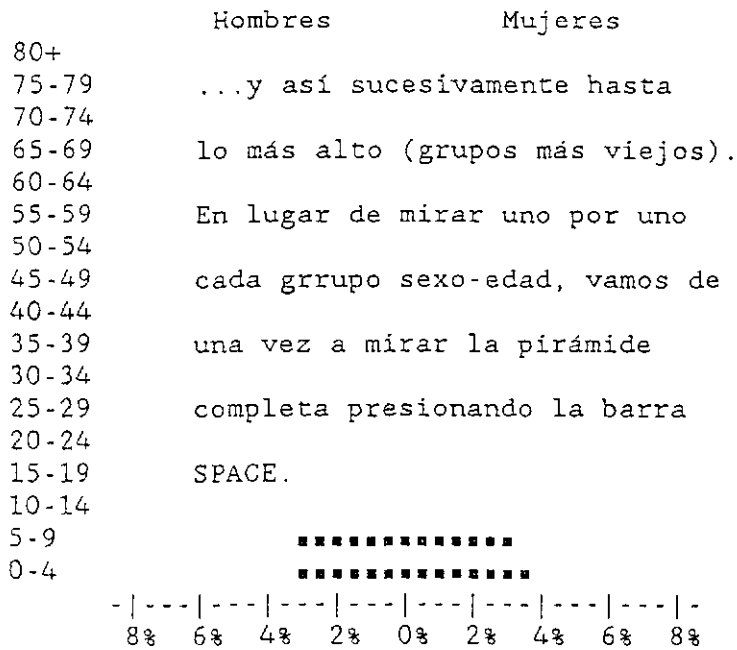 Hombres Mujeres
80+
75-79 ...y así sucesivamente hasta
70-74
65-69 lo más alto (grupos más viejos).
60-64
55-59 En lugar de mirar uno por uno
50-54
45-49 cada grrupo sexo-edad, vamos de
40-44
35-39 una vez a mirar la pirámide
30-34
25-29 completa presionando la barra
20-24
15-19 SPACE.
10-14
5-9
0-4
-|---|---|---|---|---|---|---|---|-
8% 6% 4% 2% 0% 2% 4% 6% 8%